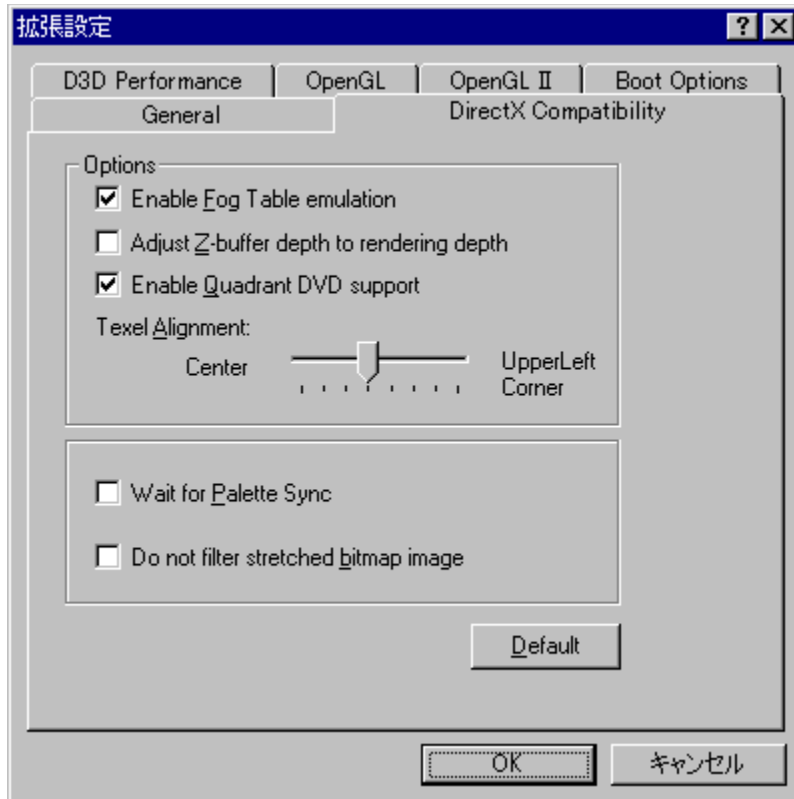 拡張設定
D3D Performance OpenGL OpenGL II Boot Options
General DirectX Compatibility
Options
Enable Fog Table emulation
Adjust Z-buffer depth to rendering depth
Enable Quadrant DVD support
Texel Alignment:
Center UpperLeft
Corner
Wait for Palette Sync
Do not filter stretched bitmap image
Default
OK キャンセル